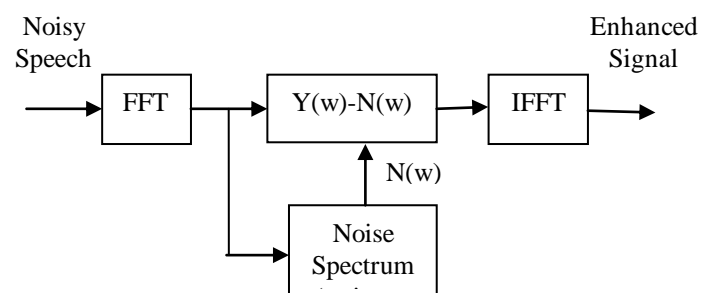 Noisy
Speech
Enhanced
Signal
FFT
Y(w)-N(w)
IFFT
N(w)
Noise
Spectrum